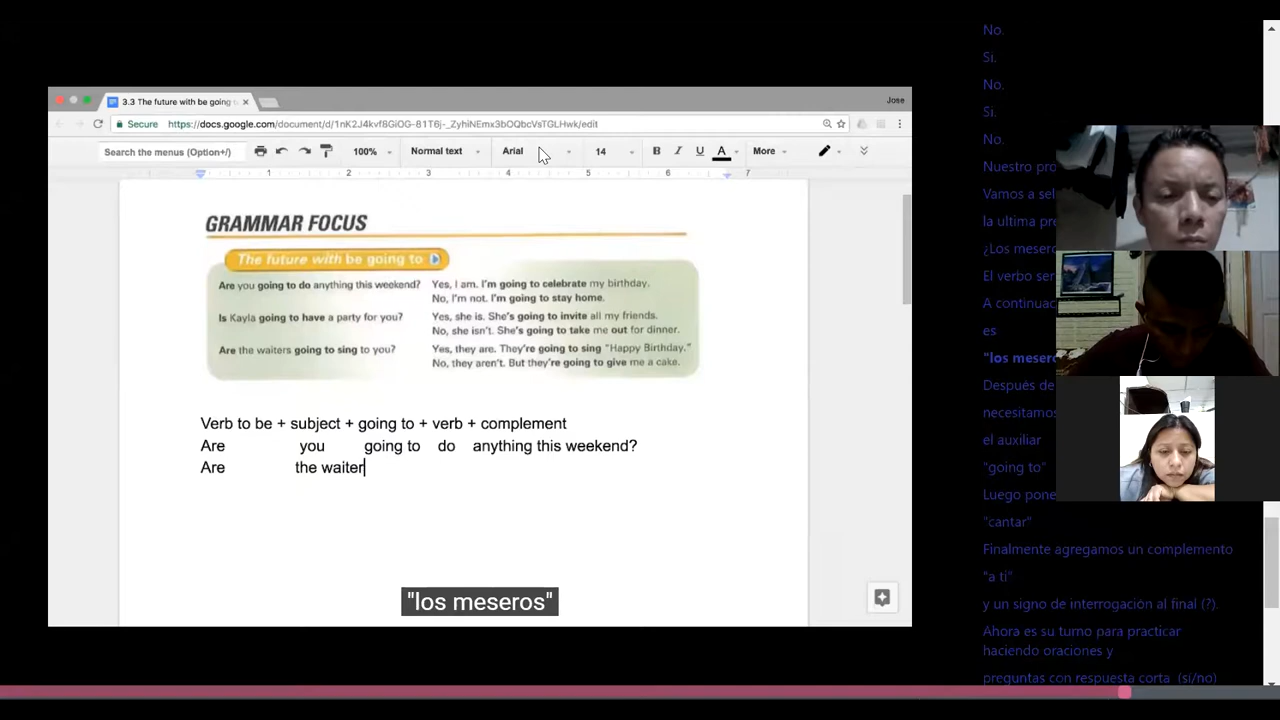 3.3 The future with be going t
Jose
Secure https://docs.google.com/document/d/1nK2J4kvf8GiOG-81T6j-_ZyhiNEmx3bOQbcVsTGLHwk/edit
Search the menus (Option+/) 100% Normal text Arial 14 B I U A More
1 2 3 4 5 6 7
GRAMMAR FOCUS
The future with be going to
Are you going to do anything this weekend? Yes, I am. I'm going to celebrate my birthday.
No, I'm not. I'm going to stay home.
Is Kayla going to have a party for you? Yes, she is. She's going to invite all my friends.
No, she isn't. She's going to take me out for dinner.
Are the waiters going to sing to you? Yes, they are. They're going to sing "Happy Birthday."
No, they aren't. But they're going to give me a cake.
Verb to be + subject + going to + verb + complement
Are you going to do anything this weekend?
Are the waiter
"los meseros"
No.
Si.
No.
Si.
No.
Nuestro pro
Vamos a sel
la ultima pre
¿Los mesero
El verbo ser
A continuac
es
"los mesero
Después de
necesitamos
el auxiliar
"going to"
Luego pone
"cantar"
Finalmente agregamos un complemento
"a ti"
y un signo de interrogación al final (?).
Ahora es su turno para practicar
haciendo oraciones y
preguntas con respuesta corta (sí/no)